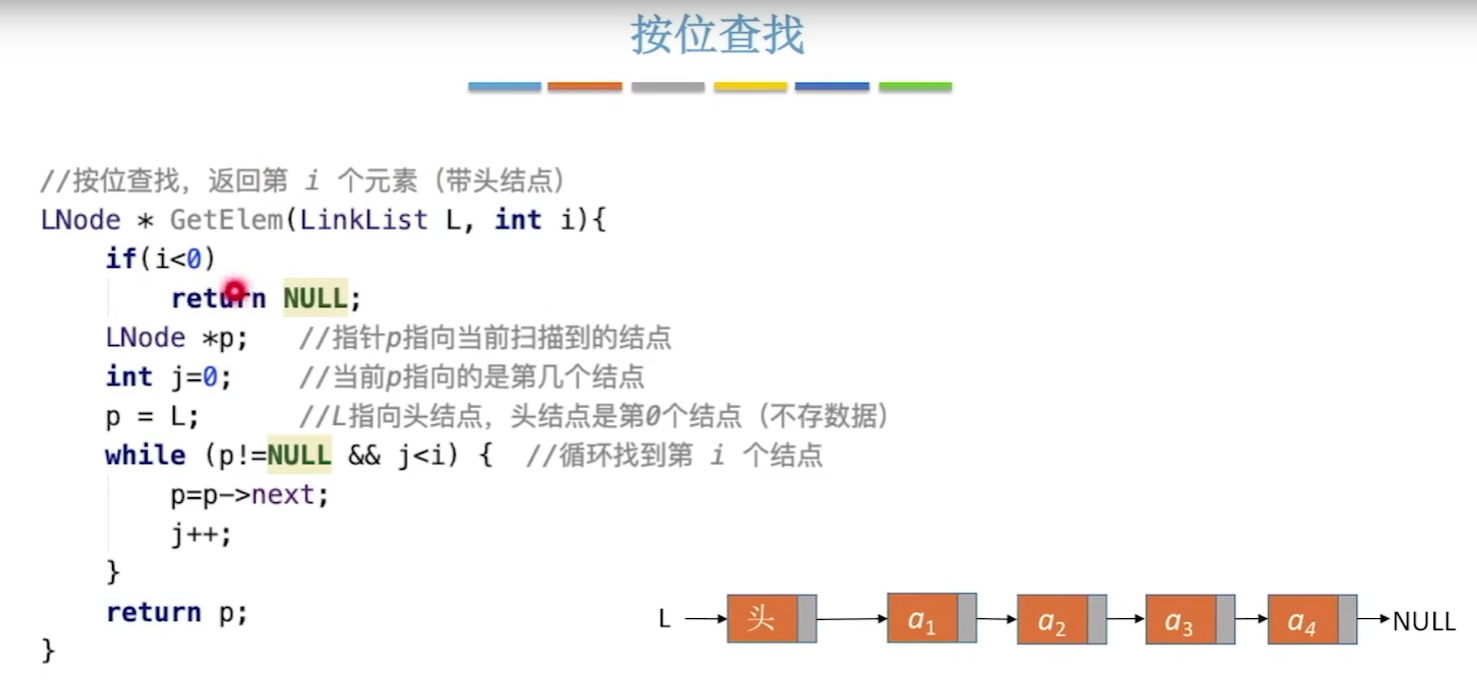 按位查找
//按位查找，返回第 i 个元素（带头结点）
LNode * GetElem(LinkList L, int i){
if(i<0)
return NULL;
LNode *p; //指针p指向当前扫描到的结点
int j=0; //当前p指向的是第几个结点
p = L; //L指向头结点，头结点是第0个结点（不存数据）
while (p!=NULL && j<i) { //循环找到第 i 个结点
p=p->next;
j++;
}
return p;
}
L 头 a1 a2 a3 a4 NULL